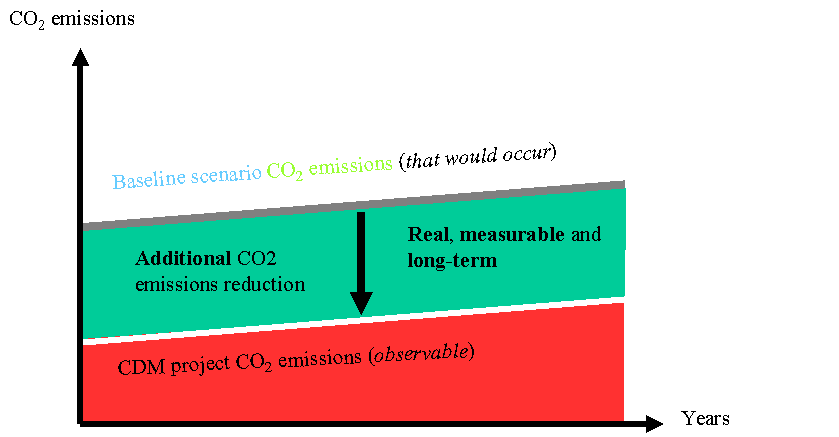 CO₂ emissions
Baseline scenario CO₂ emissions (that would occur)
Additional CO2
emissions reduction
Real, measurable and
long-term
CDM project CO₂ emissions (observable)
Years